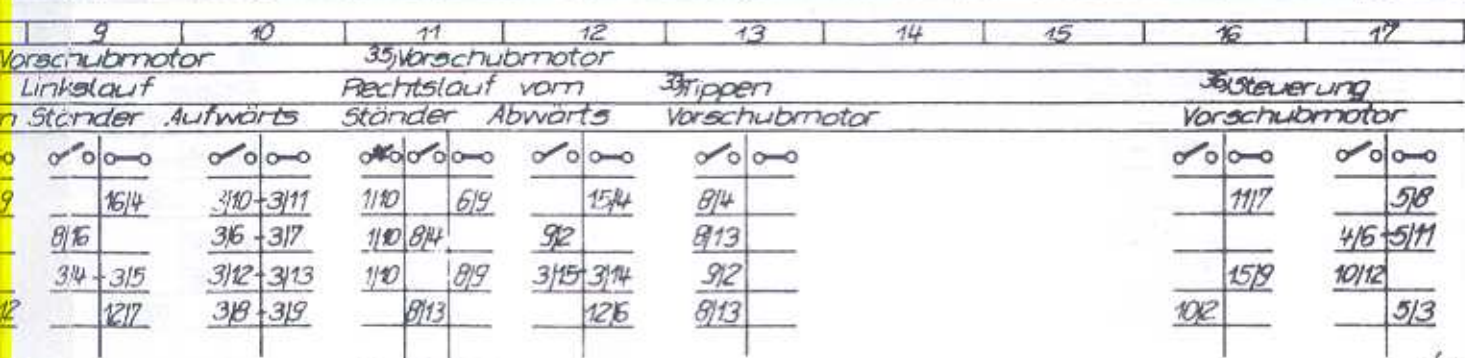 9 10 11 12 13 14 15 16 17
Vorschubmotor 35)Vorschubmotor
Linkslauf Rechtslauf vom 33)Tippen 36)Steuerung
Ständer Aufwärts Ständer Abwärts Vorschubmotor Vorschubmotor
9 16/4 3/10-3/11 1/10 6/9 15/4 8/4 11/7 5/8
8/16 3/6-3/7 1/10 8/4 9/2 8/13 4/6-5/11
3/4-3/5 3/12-3/13 1/10 8/9 3/15-3/14 9/2 15/9 10/12
12 12/7 3/8-3/9 8/13 12/6 8/13 10/2 5/3